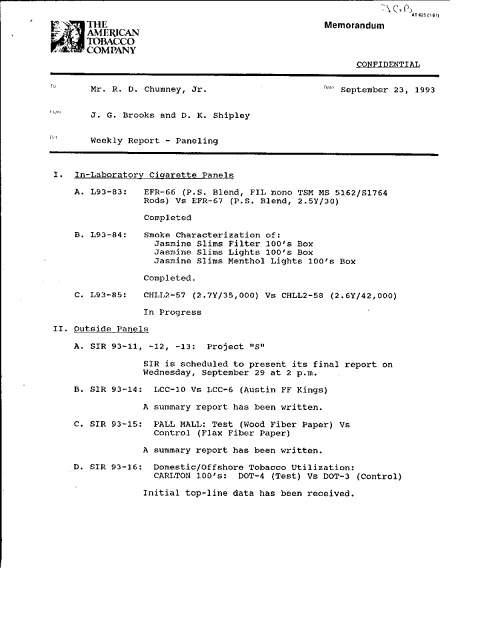 AT-625 (1-91)
THE
AMERICAN
TOBACCO
COMPANY
Memorandum
CONFIDENTIAL
To Mr. R. D. Chumney, Jr. Date September 23, 1993
From J. G. Brooks and D. K. Shipley
Weekly Report - Paneling
I. In-Laboratory Cigarette Panels
A. L93-83: EFR-66 (P.S. Blend, FIL mono TSM MS 5162/S1764
Rods) Vs EFR-67 (P.S. Blend, 2.5Y/30)
Completed
B. L93-84: Smoke Characterization of:
Jasmine Slims Filter 100's Box
Jasmine Slims Lights 100's Box
Jasmine Slims Menthol Lights 100's Box
Completed.
C. L93-85: CHLL2-57 (2.7Y/35,000) Vs CHLL2-58 (2.6Y/42,000)
In Progress
II. Outside Panels
A. SIR 93-11, -12, -13: Project "S"
SIR is scheduled to present its final report on
Wednesday, September 29 at 2 p.m.
B. SIR 93-14: LCC-10 Vs LCC-6 (Austin FF Kings)
A summary report has been written.
C. SIR 93-15: PALL MALL: Test (Wood Fiber Paper) Vs
Control (Flax Fiber Paper)
A summary report has been written.
D. SIR 93-16: Domestic/Offshore Tobacco Utilization:
CARLTON 100's: DOT-4 (Test) Vs DOT-3 (Control)
Initial top-line data has been received.